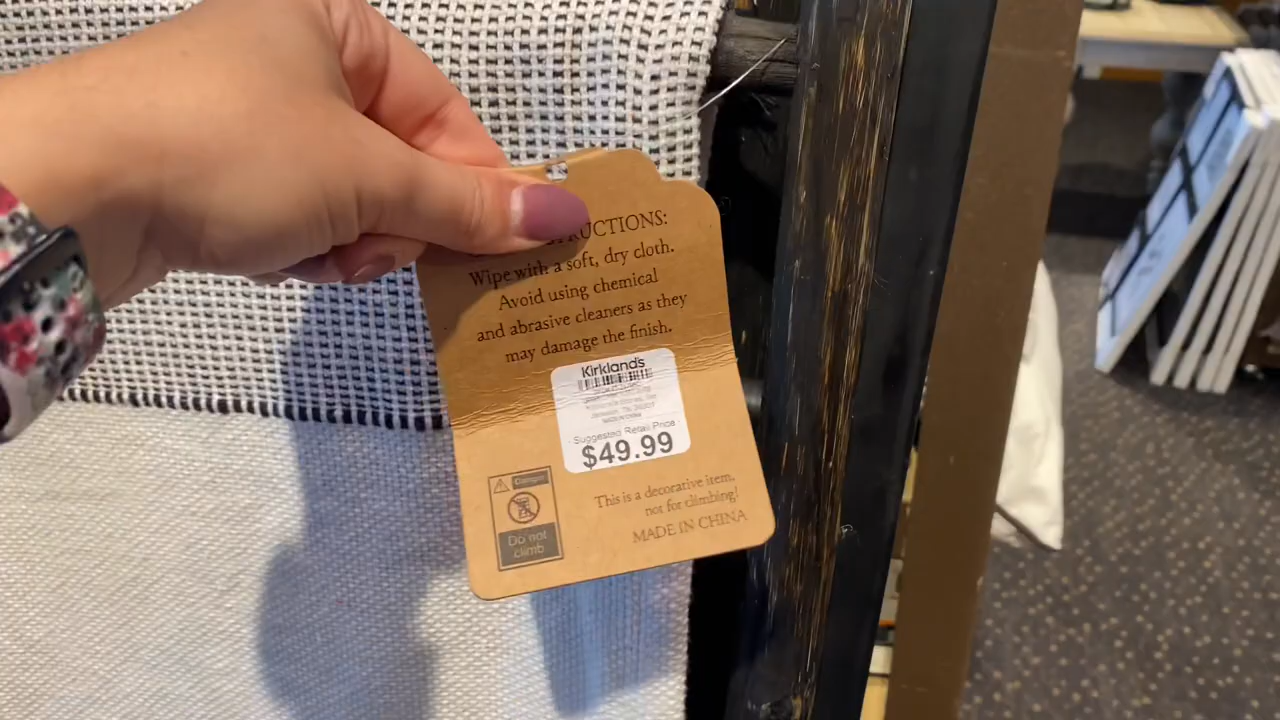 STRUCTIONS:
Wipe with a soft, dry cloth.
Avoid using chemical
and abrasive cleaners as they
may damage the finish.
Kirkland's
Suggested Retail Price
$49.99
Danger!
Do not
climb
This is a decorative item,
not for climbing!
MADE IN CHINA